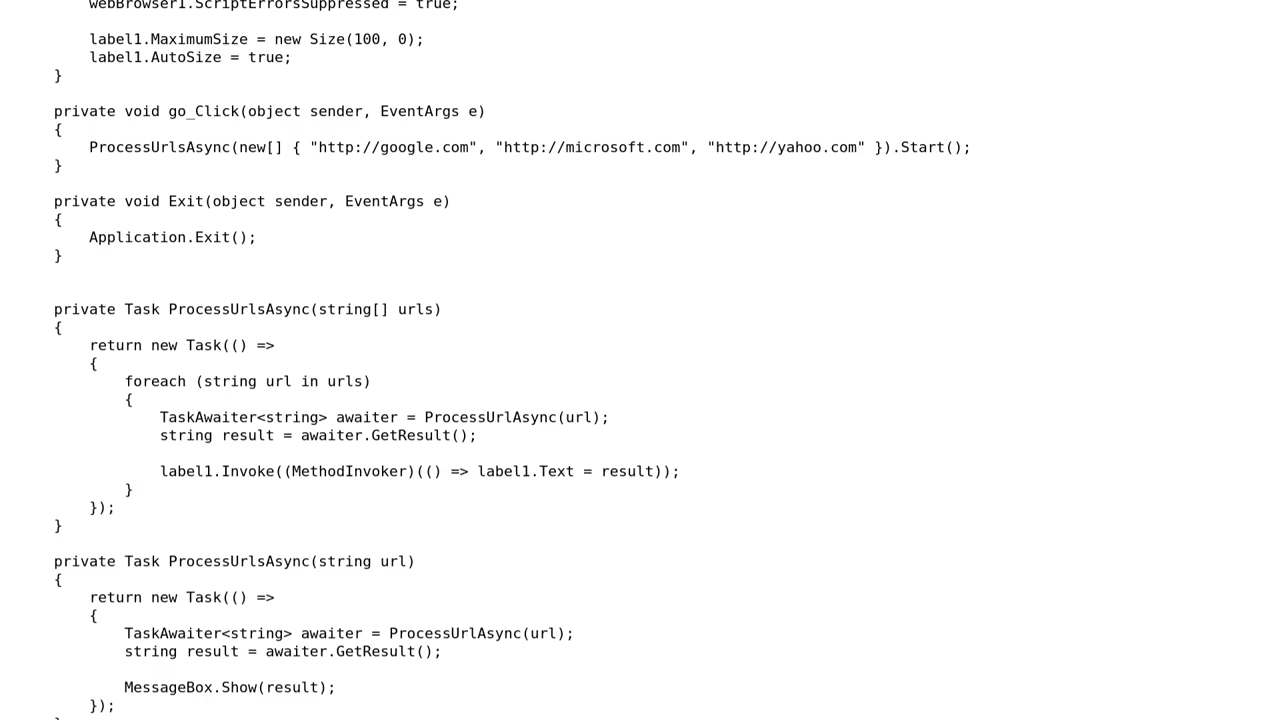 webBrowser1.ScriptErrorsSuppressed = true;
label1.MaximumSize = new Size(100, 0);
label1.AutoSize = true;
}
private void go_Click(object sender, EventArgs e)
{
ProcessUrlsAsync(new[] { "http://google.com", "http://microsoft.com", "http://yahoo.com" }).Start();
}
private void Exit(object sender, EventArgs e)
{
Application.Exit();
}
private Task ProcessUrlsAsync(string[] urls)
{
return new Task(() =>
{
foreach (string url in urls)
{
TaskAwaiter<string> awaiter = ProcessUrlAsync(url);
string result = awaiter.GetResult();
label1.Invoke((MethodInvoker)(() => label1.Text = result));
}
});
}
private Task ProcessUrlsAsync(string url)
{
return new Task(() =>
{
TaskAwaiter<string> awaiter = ProcessUrlAsync(url);
string result = awaiter.GetResult();
MessageBox.Show(result);
});
}